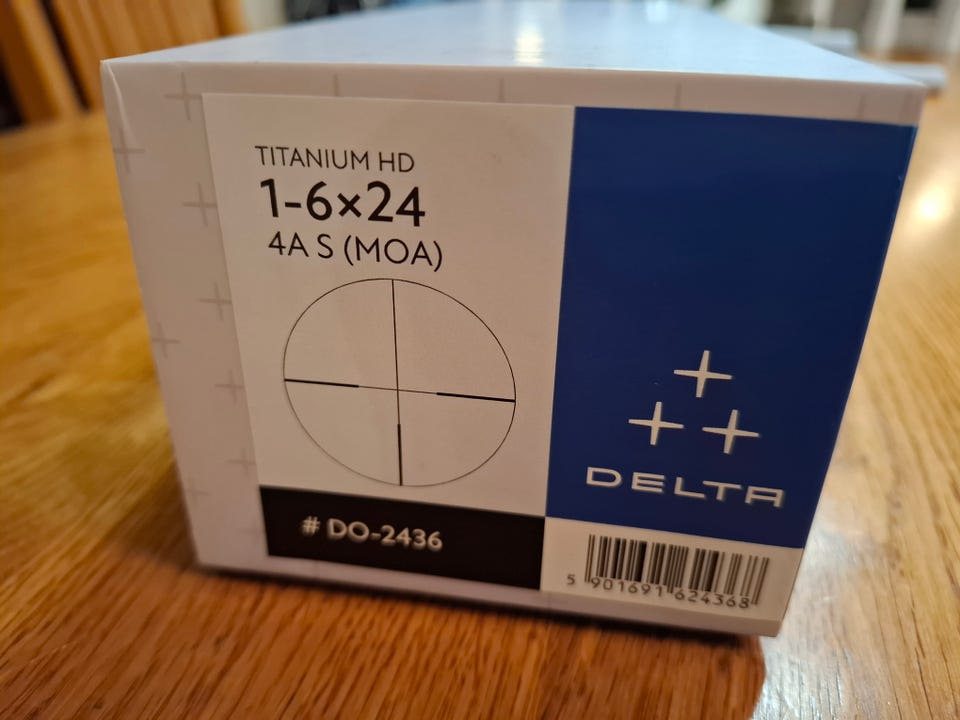 TITANIUM HD
1-6×24
4A S (MOA)
# DO-2436
DELTA
5 901691 624368